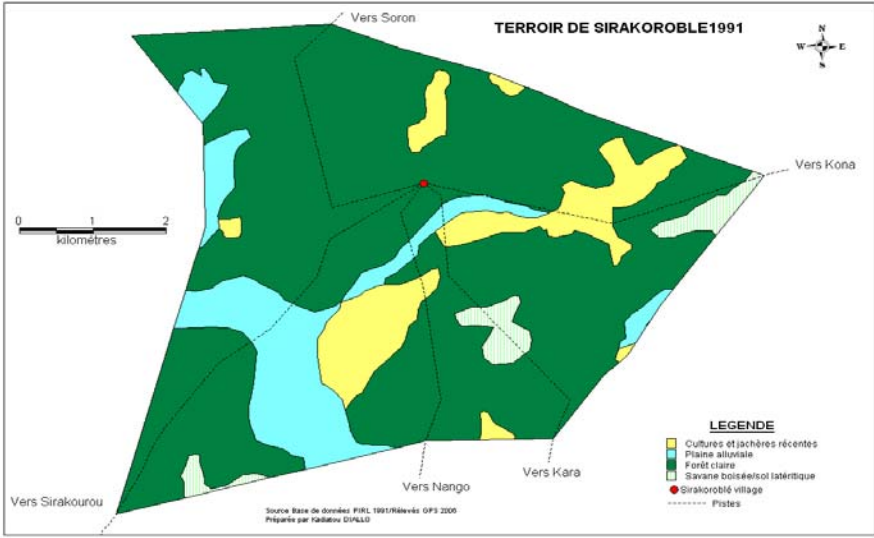 Vers Soron
TERROIR DE SIRAKOROBLE1991
N
W E
S
Vers Kona
0 1 2
kilométres
LEGENDE
Cultures et jachères récentes
Plaine alluviale
Forêt claire
Savane boisée/sol latéritique
Sirakoroblé village
Pistes
Vers Kara
Vers Nango
Vers Sirakourou
Source Base de données PIRL 1991/Rélevés GPS 2006
Préparée par Kadiatou DIALLO